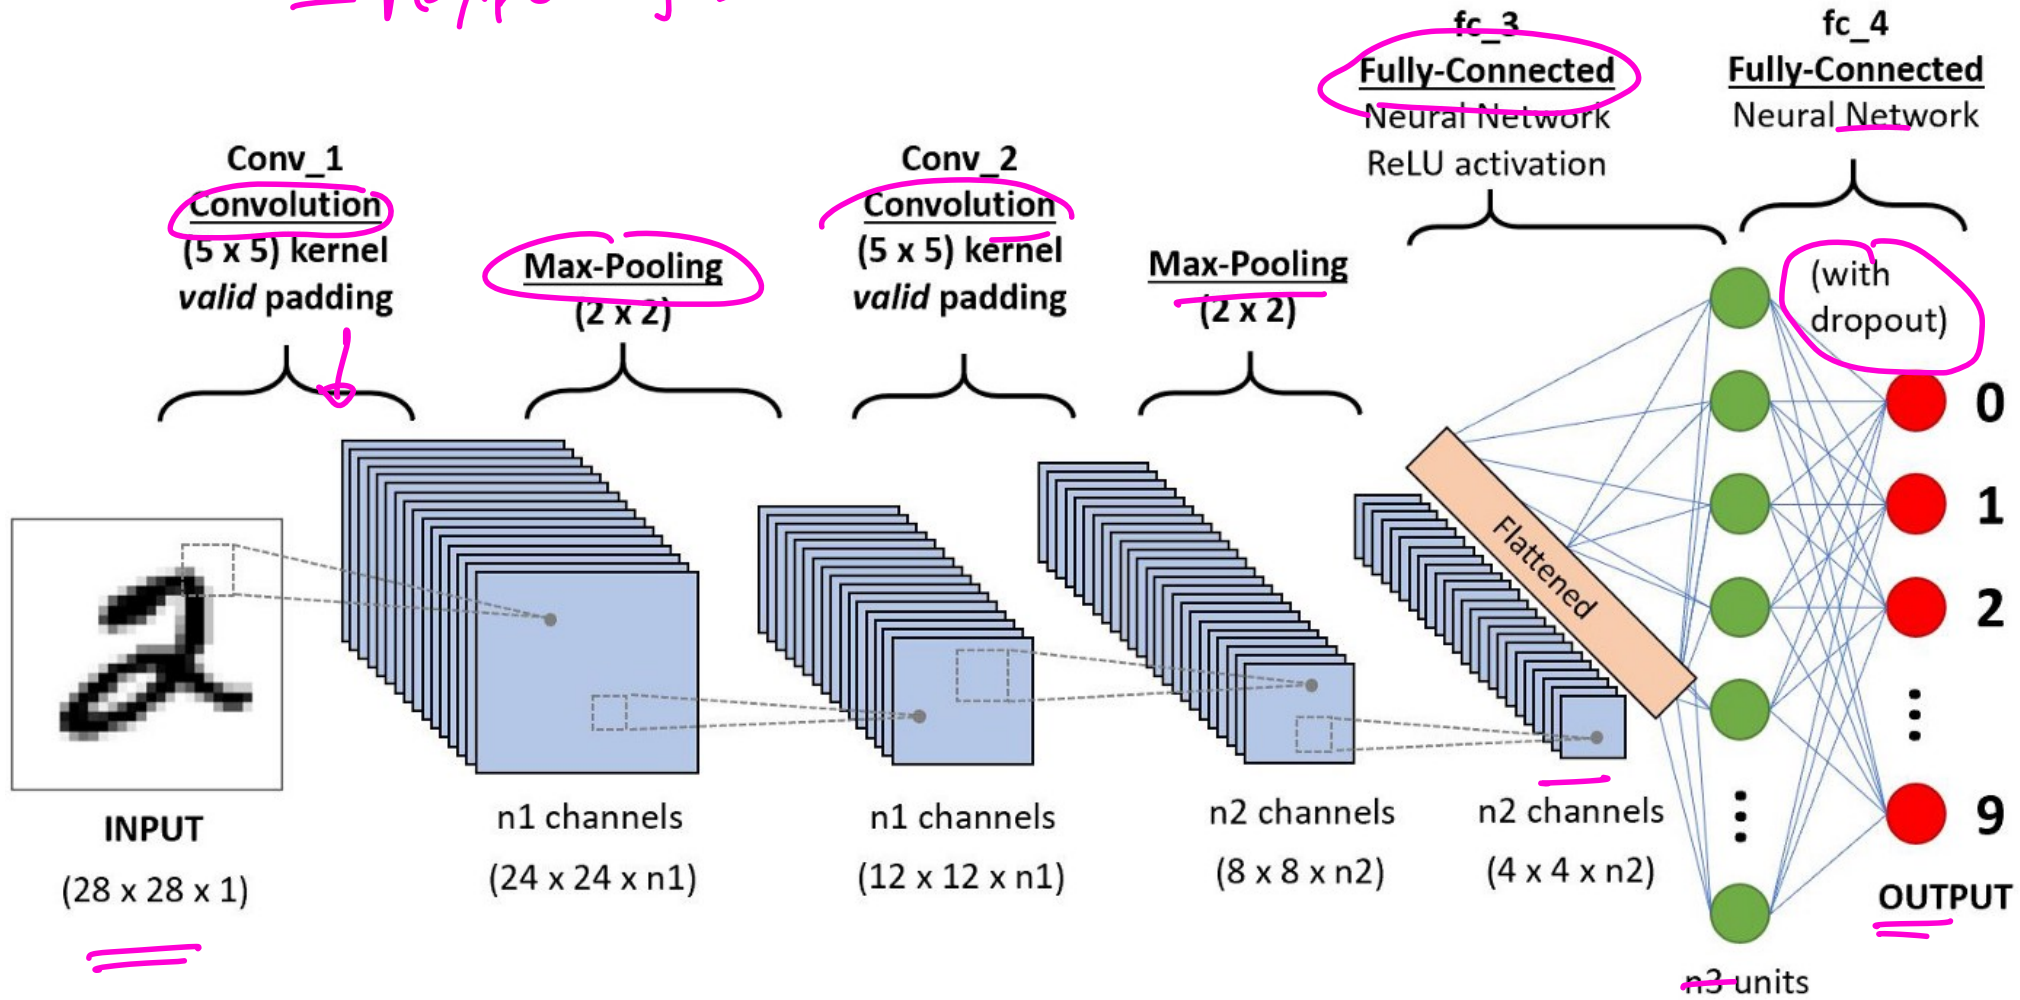 fc_3
Fully-Connected
Neural Network
ReLU activation
fc_4
Fully-Connected
Neural Network
Conv_1
Convolution
(5 x 5) kernel
valid padding
Max-Pooling
(2 x 2)
Conv_2
Convolution
(5 x 5) kernel
valid padding
Max-Pooling
(2 x 2)
(with
dropout)
Flattened
0
1
2
9
INPUT
(28 x 28 x 1)
n1 channels
(24 x 24 x n1)
n1 channels
(12 x 12 x n1)
n2 channels
(8 x 8 x n2)
n2 channels
(4 x 4 x n2)
OUTPUT
n3 units